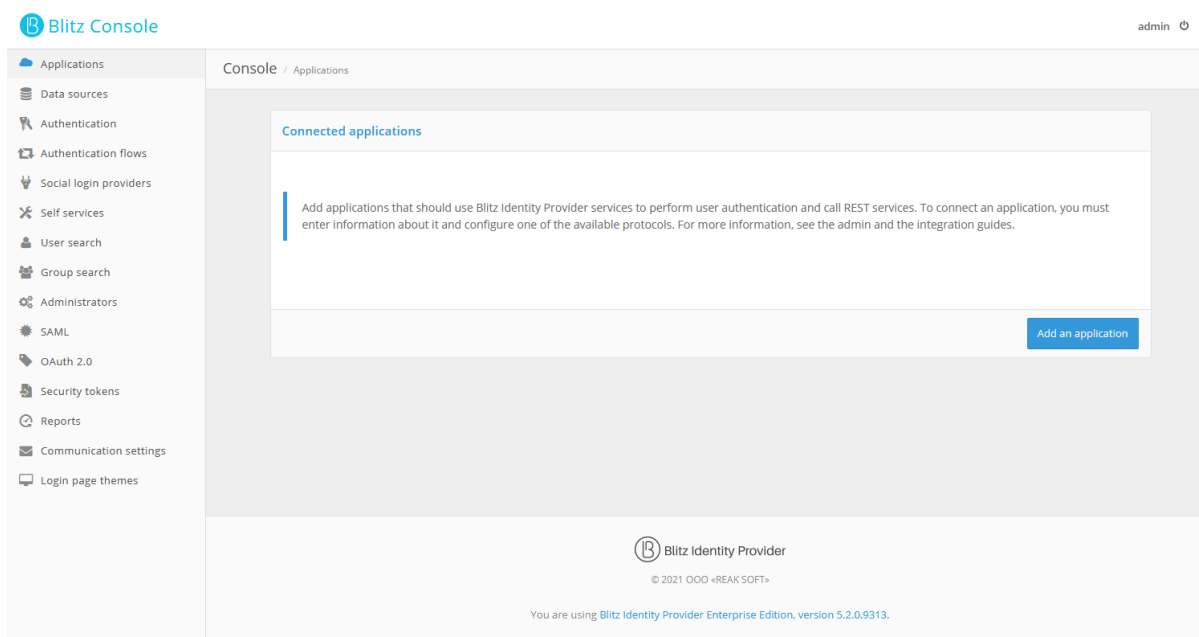 Blitz Console
admin
Applications
Data sources
Authentication
Authentication flows
Social login providers
Self services
User search
Group search
Administrators
SAML
OAuth 2.0
Security tokens
Reports
Communication settings
Login page themes
Console / Applications
Connected applications
Add applications that should use Blitz Identity Provider services to perform user authentication and call REST services. To connect an application, you must
enter information about it and configure one of the available protocols. For more information, see the admin and the integration guides.
Add an application
Blitz Identity Provider
© 2021 ООО «REAK SOFT»
You are using Blitz Identity Provider Enterprise Edition, version 5.2.0.9313.